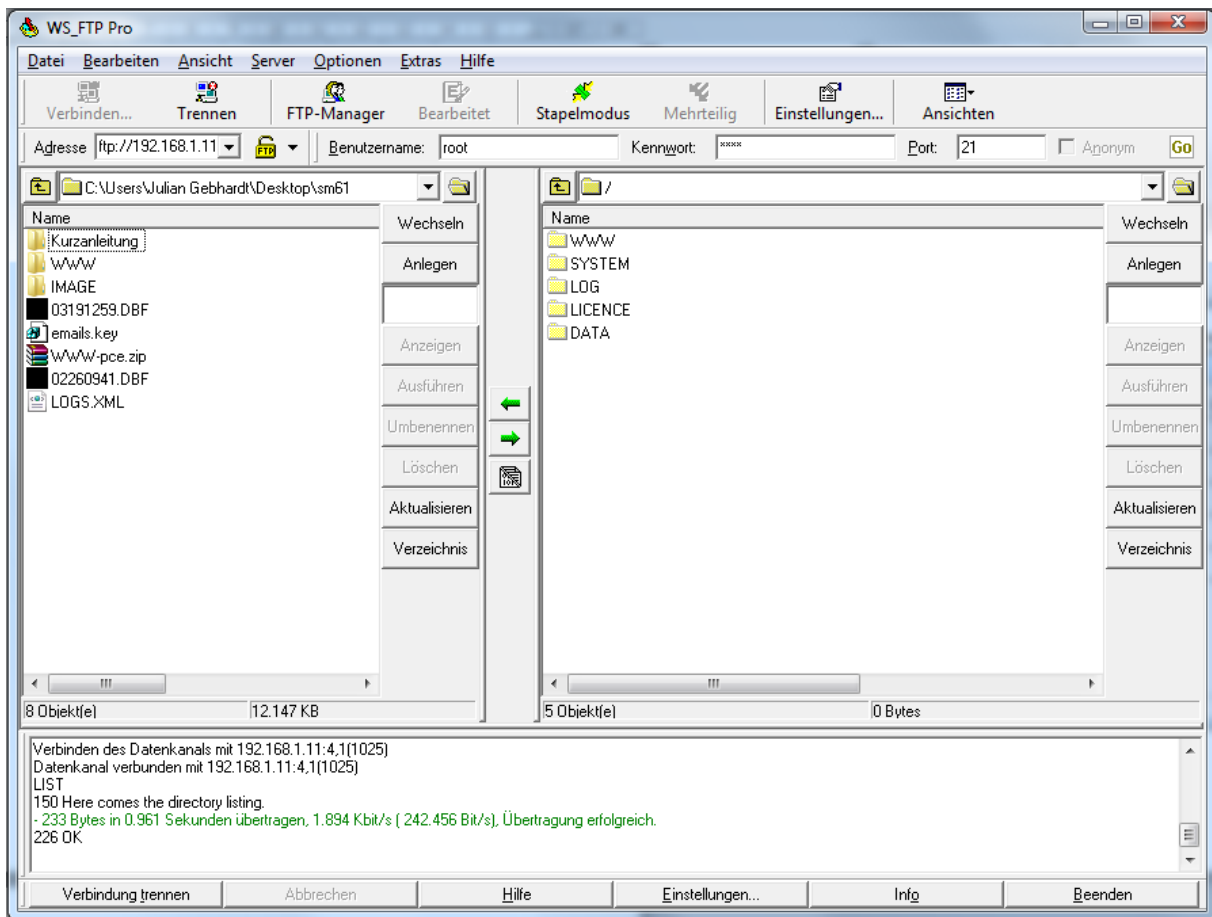 WS_FTP Pro
Datei Bearbeiten Ansicht Server Optionen Extras Hilfe
Verbinden... Trennen FTP-Manager Bearbeitet Stapelmodus Mehrteilig Einstellungen... Ansichten
Adresse ftp://192.168.1.11 FTP Benutzername: root Kennwort: **** Port: 21 Anonym Go
C:\Users\Julian Gebhardt\Desktop\sm61
Name
Kurzanleitung
WWW
IMAGE
03191259.DBF
emails.key
WWW-pce.zip
02260941.DBF
LOGS.XML
Wechseln
Anlegen
Anzeigen
Ausführen
Umbenennen
Löschen
Aktualisieren
Verzeichnis
8 Objekt(e) 12.147 KB
/
Name
WWW
SYSTEM
LOG
LICENCE
DATA
Wechseln
Anlegen
Anzeigen
Ausführen
Umbenennen
Löschen
Aktualisieren
Verzeichnis
5 Objekt(e) 0 Bytes
Verbinden des Datenkanals mit 192.168.1.11:4,1(1025)
Datenkanal verbunden mit 192.168.1.11:4,1(1025)
LIST
150 Here comes the directory listing.
- 233 Bytes in 0.961 Sekunden übertragen, 1.894 Kbit/s ( 242.456 Bit/s), Übertragung erfolgreich.
226 OK
Verbindung trennen Abbrechen Hilfe Einstellungen... Info Beenden